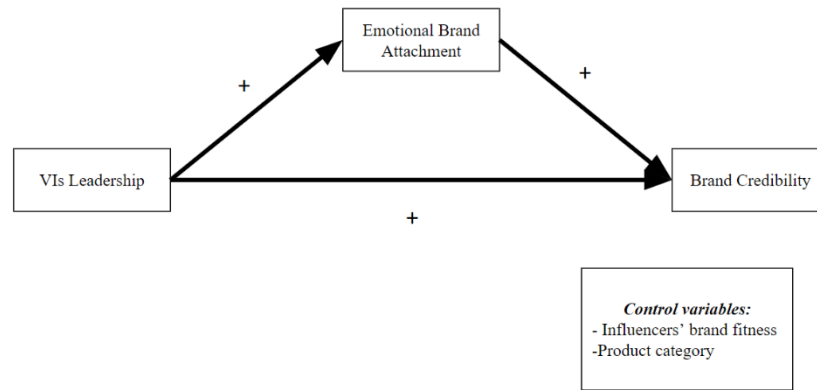 Emotional Brand
Attachment
+
+
VIs Leadership
Brand Credibility
+
Control variables:
- Influencers' brand fitness
-Product category